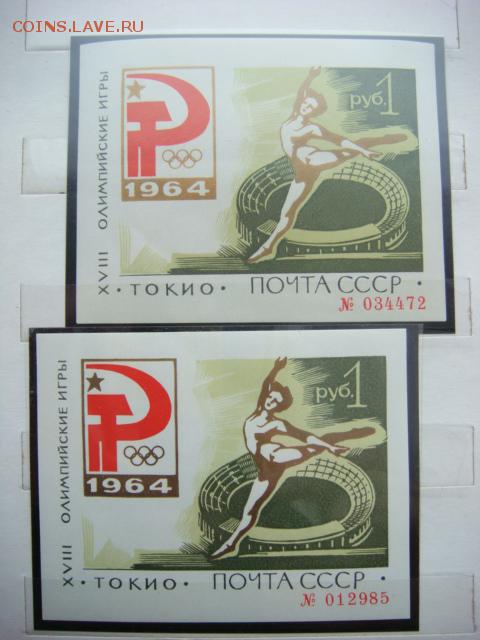 COINS.LAVE.RU
XVIII ОЛИМПИЙСКИЕ ИГРЫ
1964
руб. 1
• ТОКИО • ПОЧТА СССР
№ 034472
XVIII ОЛИМПИЙСКИЕ ИГРЫ
1964
руб. 1
• ТОКИО • ПОЧТА СССР
№ 012985